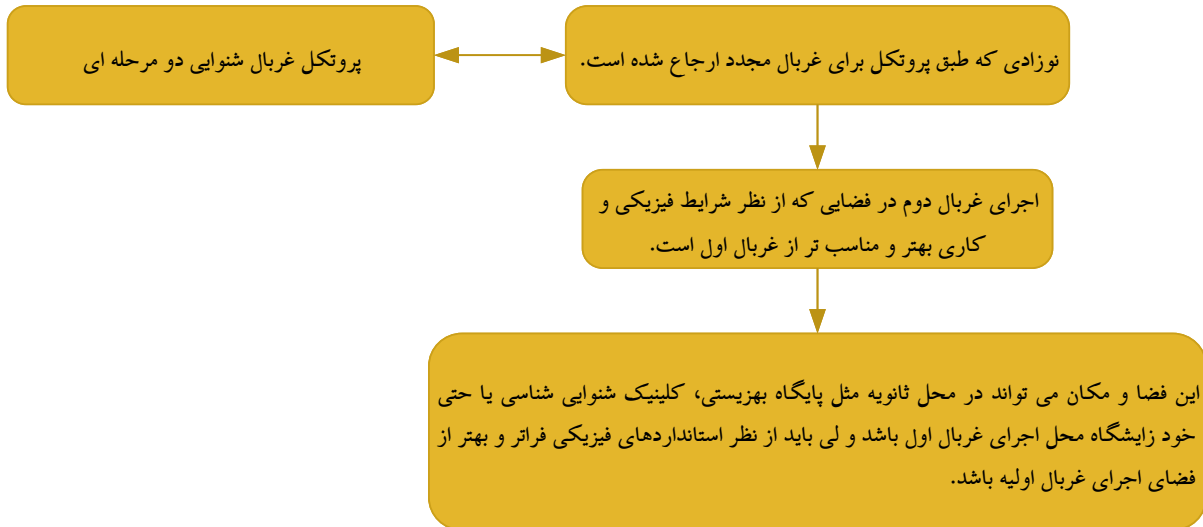 نوزادی که طبق پروتکل برای غربال مجدد ارجاع شده است.
پروتکل غربال شنوایی دو مرحله ای
اجرای غربال دوم در فضایی که از نظر شرایط فیزیکی و
کاری بهتر و مناسب تر از غربال اول است.
این فضا و مکان می تواند در محل ثانویه مثل پایگاه بهزیستی، کلینیک شنوایی شناسی یا حتی
خود زایشگاه محل اجرای غربال اول باشد و لی باید از نظر استانداردهای فیزیکی فراتر و بهتر از
فضای اجرای غربال اولیه باشد.